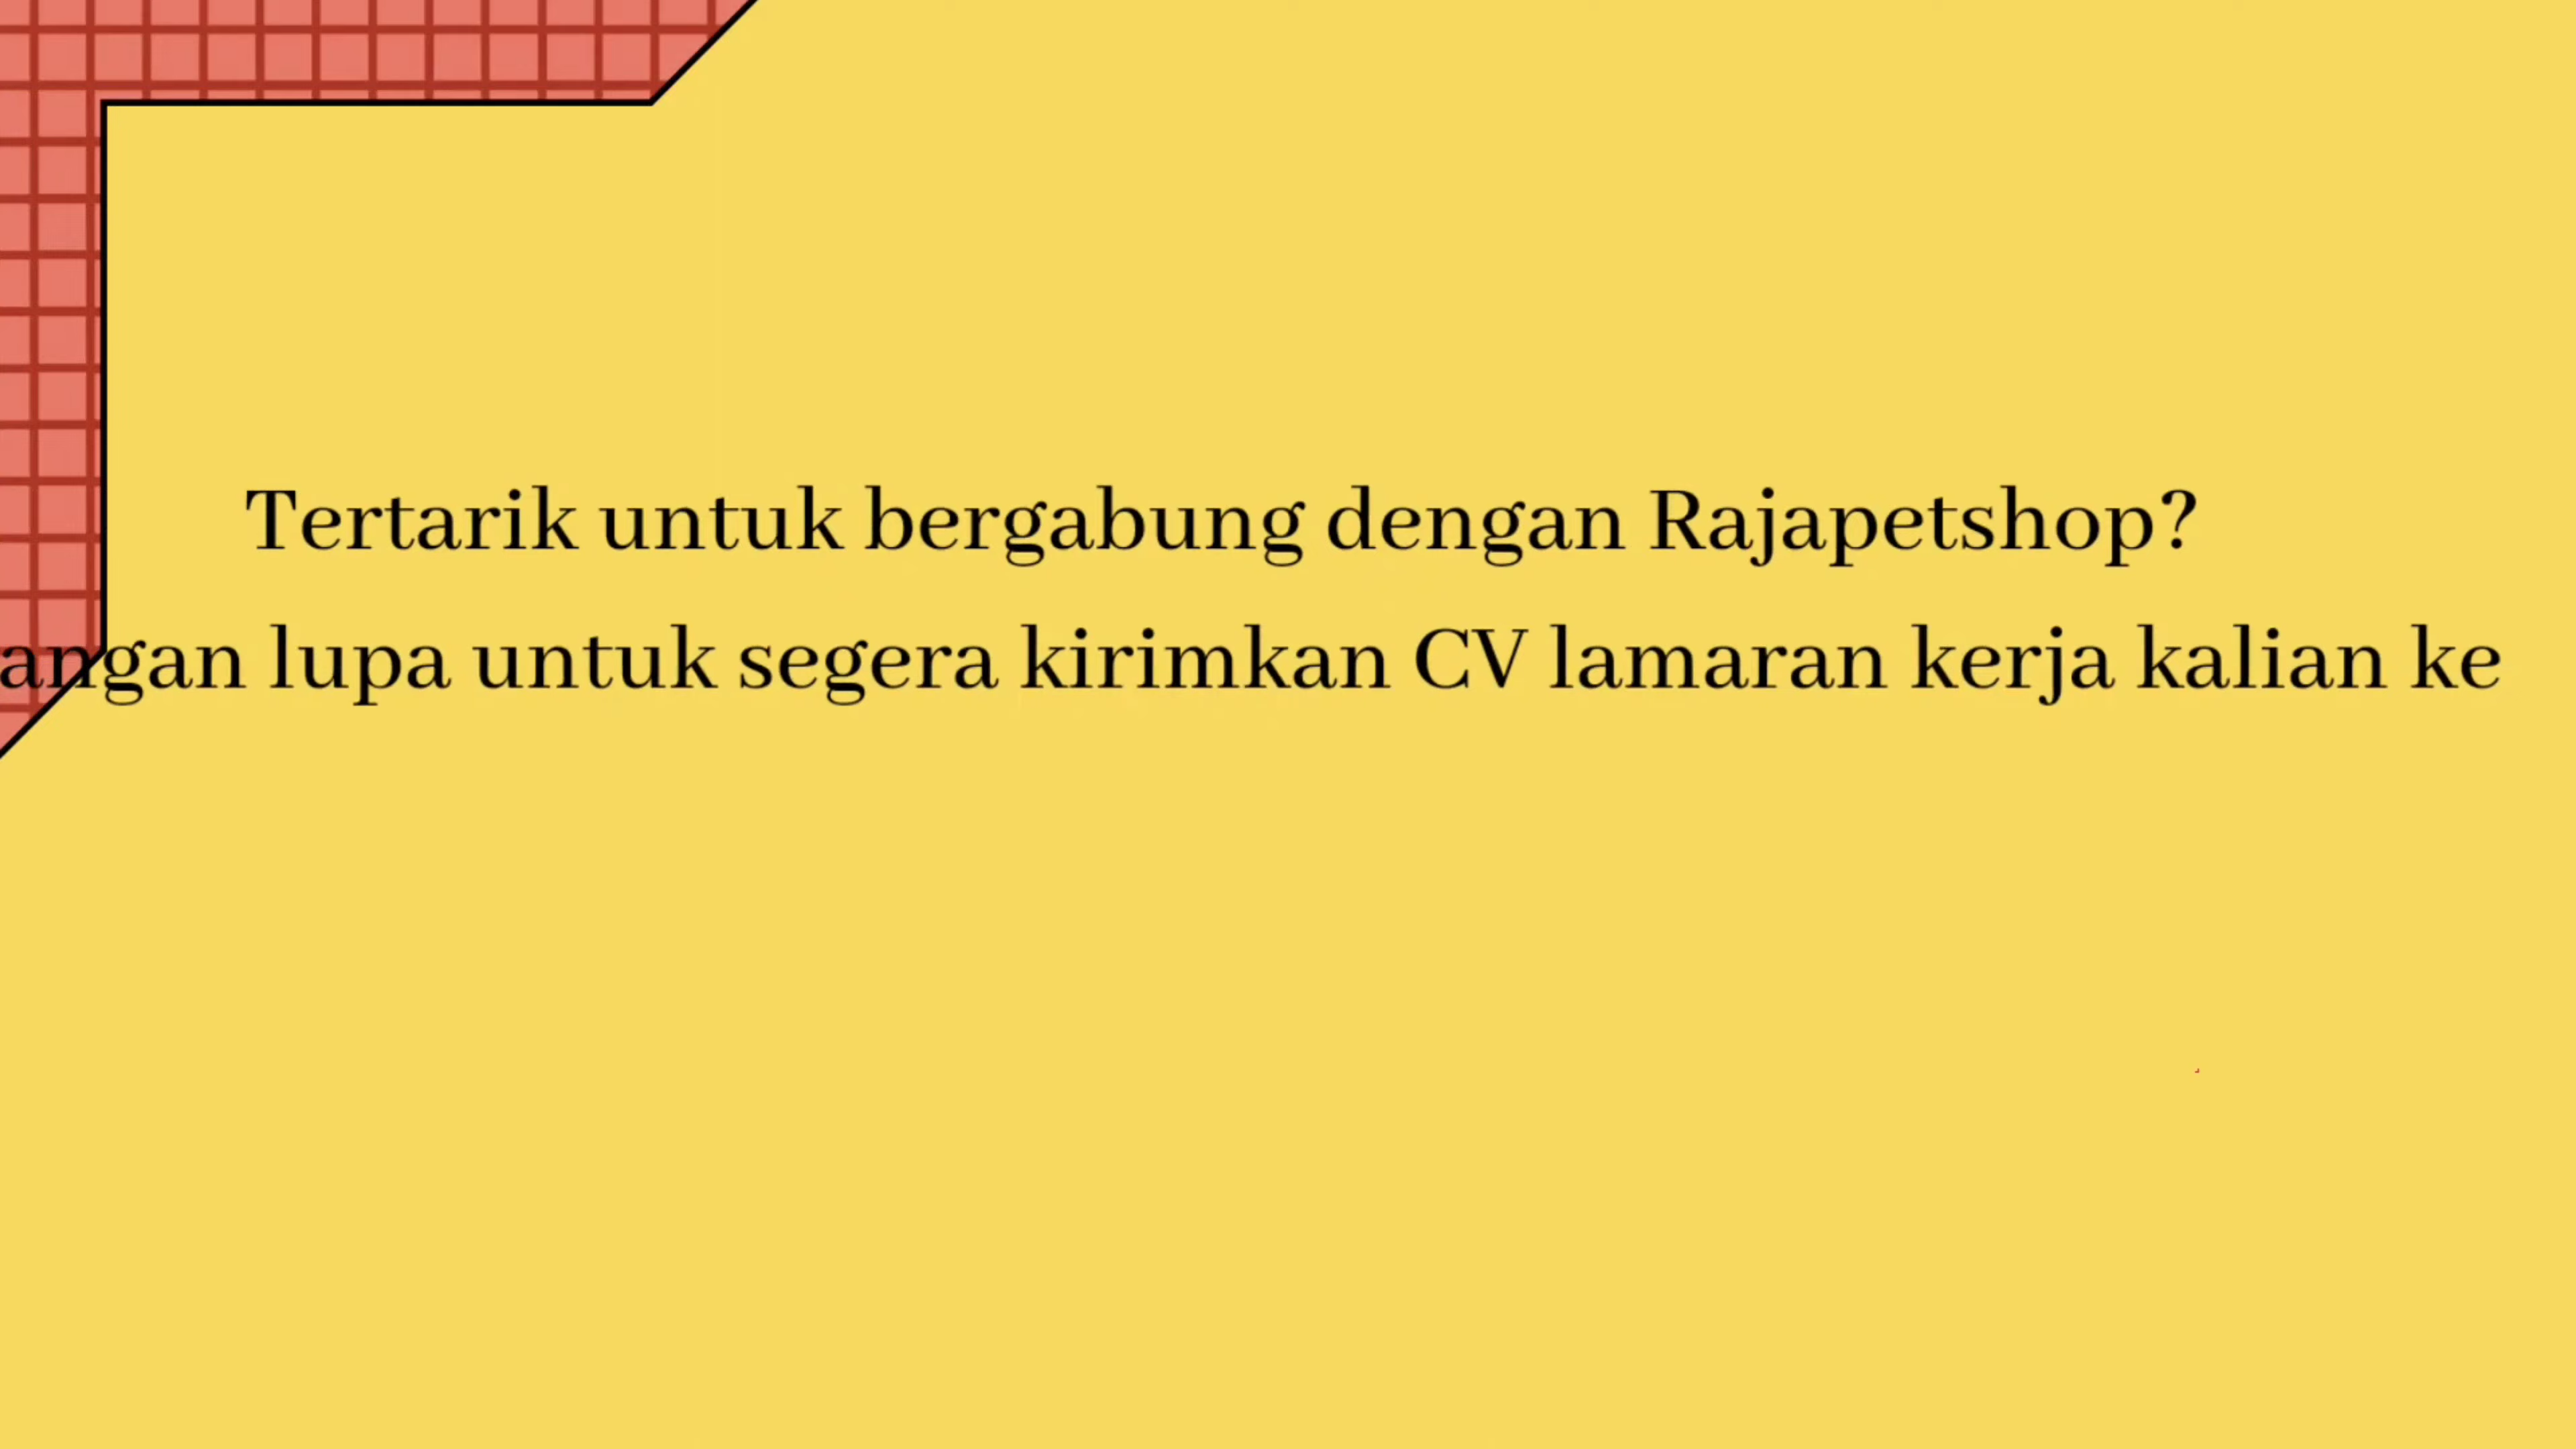 Tertarik untuk bergabung dengan Rajapetshop?
angan lupa untuk segera kirimkan CV lamaran kerja kalian ke